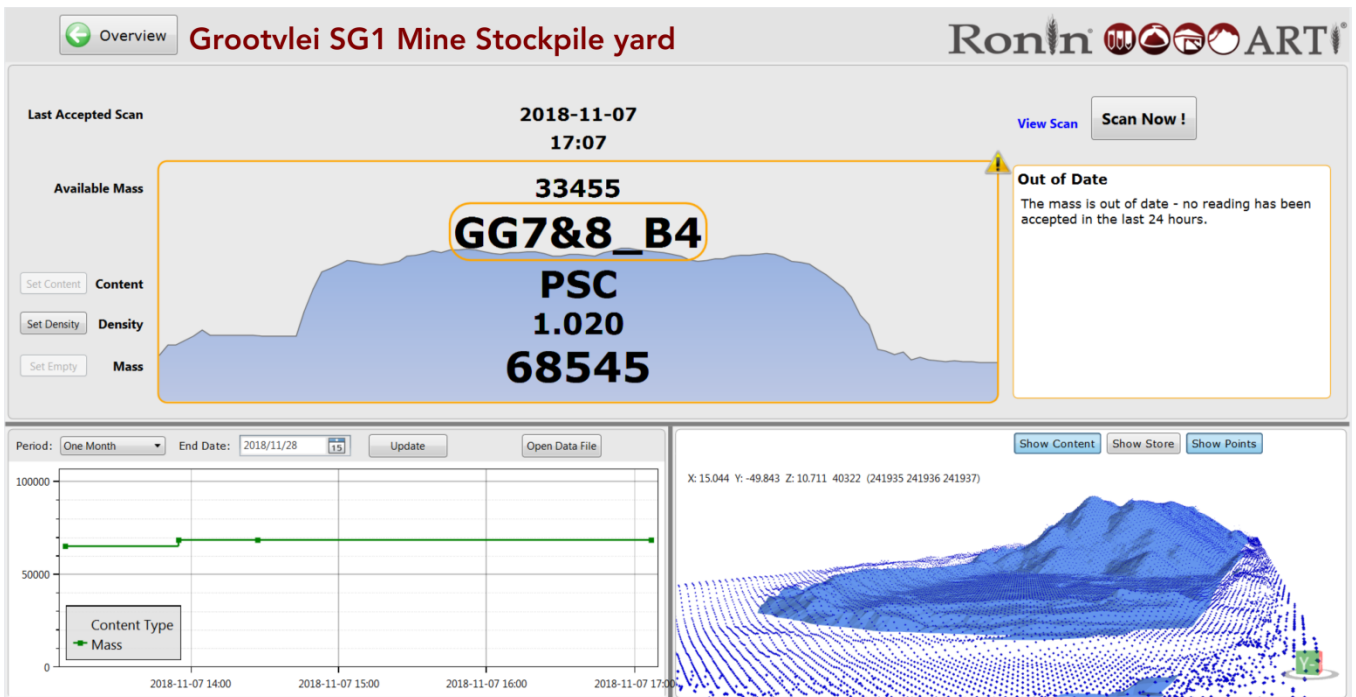 Overview
Grootvlei SG1 Mine Stockpile yard
Ronin ARTi
Last Accepted Scan
2018-11-07
17:07
View Scan
Scan Now !
Available Mass
33455
GG7&8_B4
Set Content
Content
PSC
Set Density
Density
1.020
Set Empty
Mass
68545
Out of Date
The mass is out of date - no reading has been
accepted in the last 24 hours.
Period:
One Month
End Date:
2018/11/28
15
Update
Open Data File
100000
50000
0
Content Type
Mass
2018-11-07 14:00
2018-11-07 15:00
2018-11-07 16:00
2018-11-07 17:00
Show Content
Show Store
Show Points
X: 15.044 Y: -49.843 Z: 10.711 40322 (241935 241936 241937)